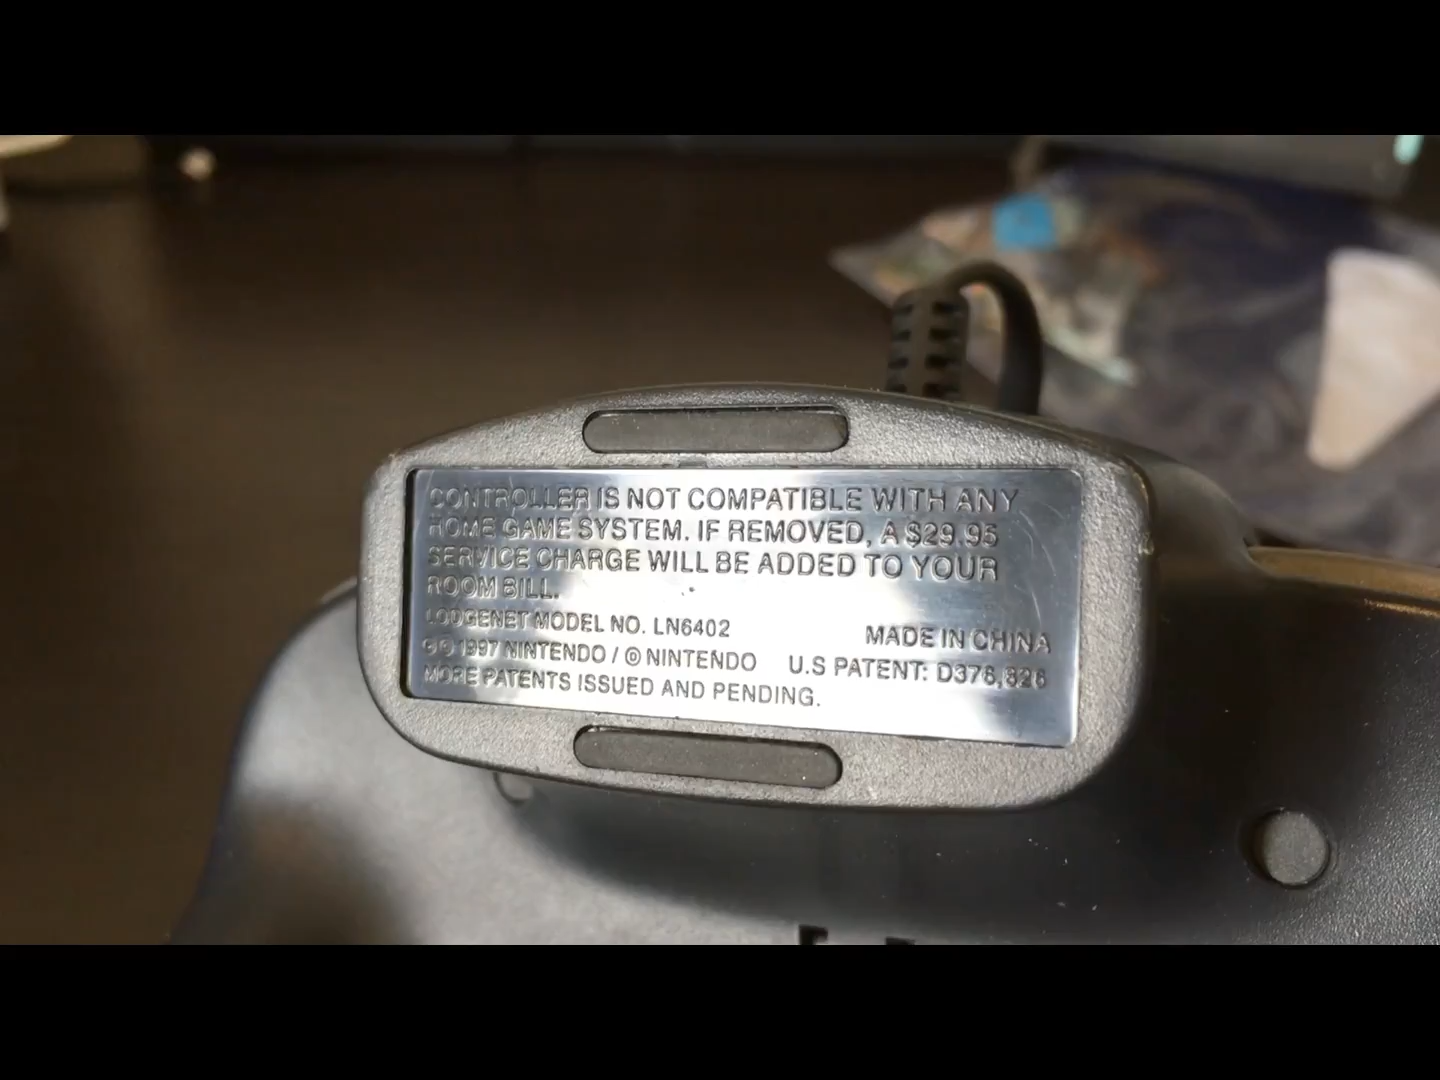 CONTROLLER IS NOT COMPATIBLE WITH ANY
HOME GAME SYSTEM. IF REMOVED, A $29.95
SERVICE CHARGE WILL BE ADDED TO YOUR
ROOM BILL.
LODGENET MODEL NO. LN6402
MADE IN CHINA
©© 1997 NINTENDO / © NINTENDO
U.S PATENT: D376,826
MORE PATENTS ISSUED AND PENDING.